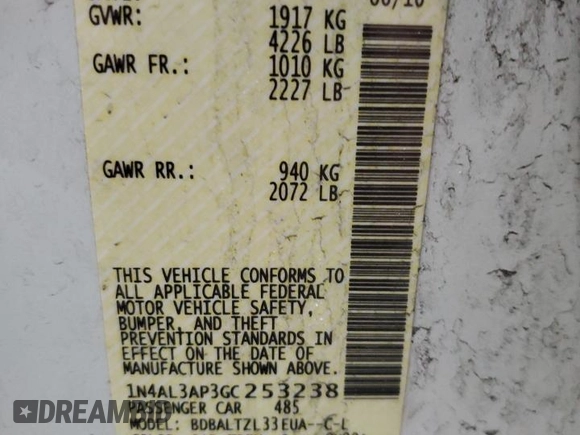 GVWR: 1917 KG
4226 LB
GAWR FR.: 1010 KG
2227 LB
GAWR RR.: 940 KG
2072 LB
THIS VEHICLE CONFORMS TO
ALL APPLICABLE FEDERAL
MOTOR VEHICLE SAFETY,
BUMPER, AND THEFT
PREVENTION STANDARDS IN
EFFECT ON THE DATE OF
MANUFACTURE SHOWN ABOVE.
1N4AL3AP3GC253238
PASSENGER CAR 485
MODEL: BDBALTZL33EUA--C-L
DREAMBID